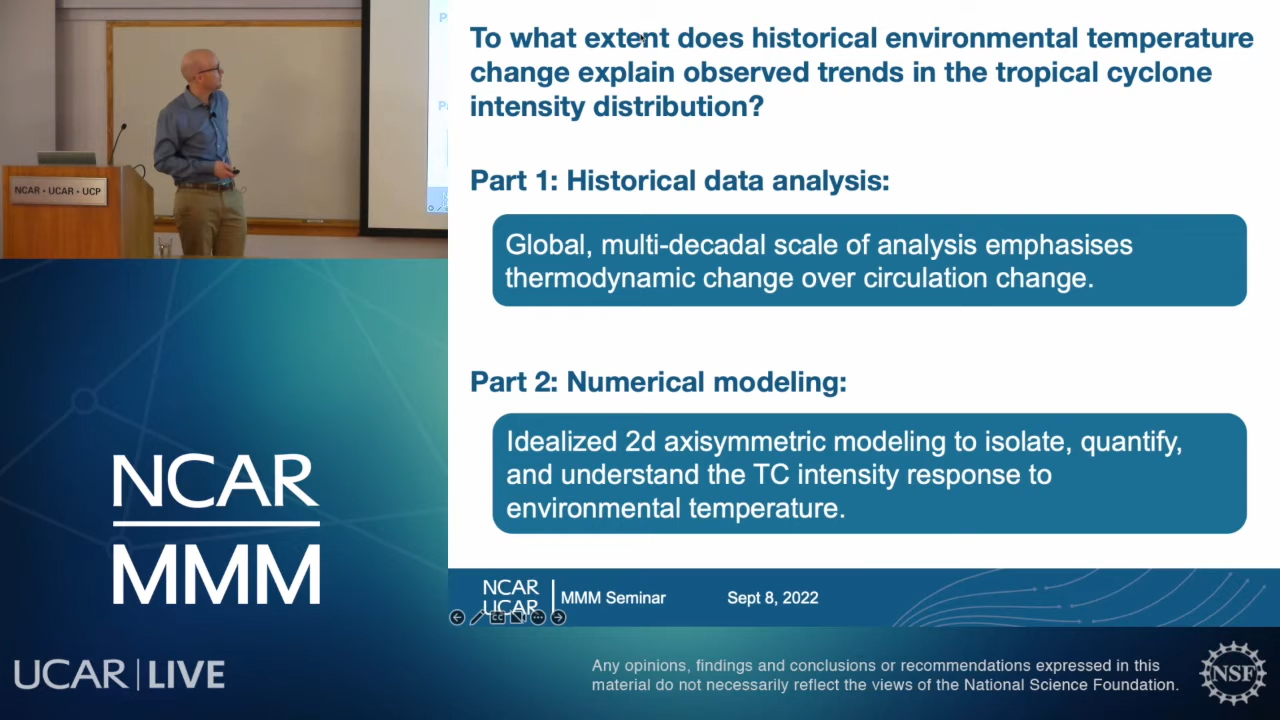 To what extent does historical environmental temperature
change explain observed trends in the tropical cyclone
intensity distribution?
Part 1: Historical data analysis:
Global, multi-decadal scale of analysis emphasises
thermodynamic change over circulation change.
Part 2: Numerical modeling:
Idealized 2d axisymmetric modeling to isolate, quantify,
and understand the TC intensity response to
environmental temperature.
NCAR
UCAR
MMM Seminar
Sept 8, 2022
NCAR • UCAR • UCP
NCAR
MMM
UCAR | LIVE
Any opinions, findings and conclusions or recommendations expressed in this
material do not necessarily reflect the views of the National Science Foundation.
NSF